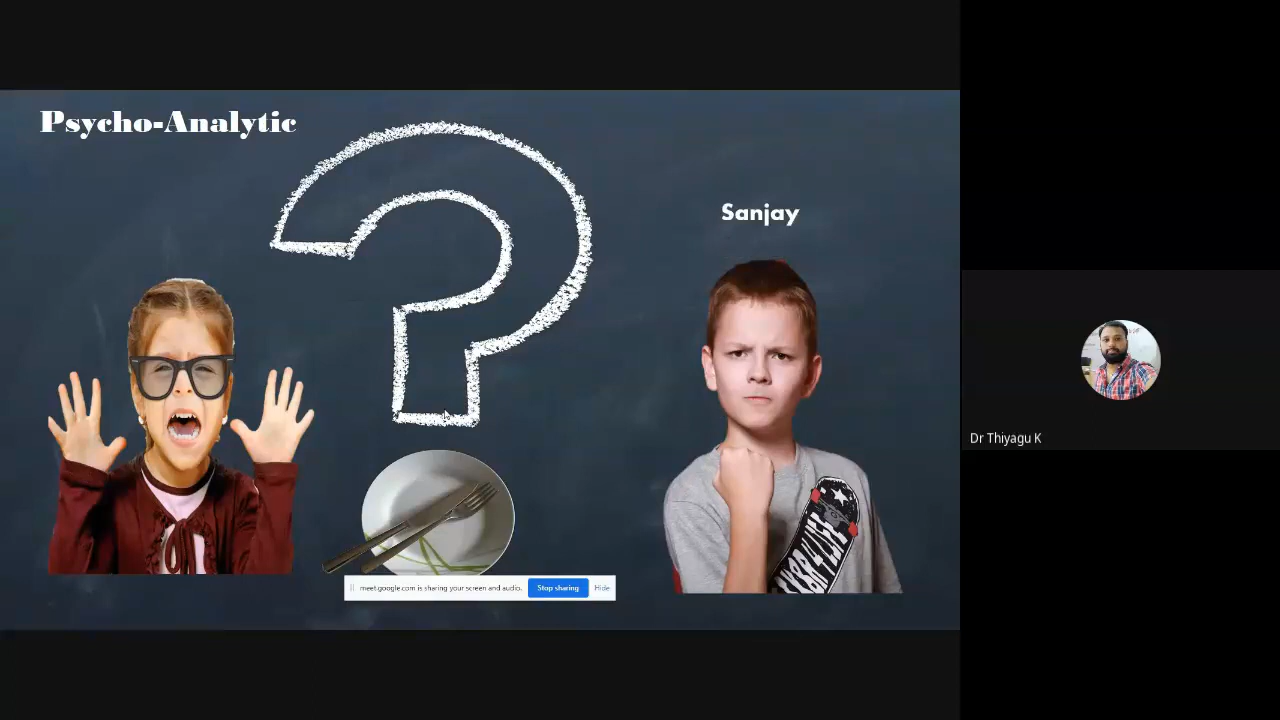 Psycho-Analytic
Sanjay
meet.google.com is sharing your screen and audio. Stop sharing Hide
Dr Thiyagu K